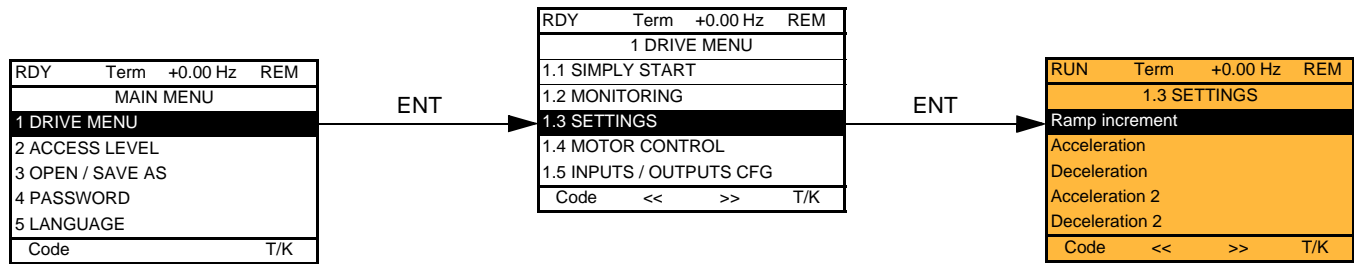 RDY Term +0.00 Hz REM
MAIN MENU
1 DRIVE MENU
2 ACCESS LEVEL
3 OPEN / SAVE AS
4 PASSWORD
5 LANGUAGE
Code T/K
ENT
RDY Term +0.00 Hz REM
1 DRIVE MENU
1.1 SIMPLY START
1.2 MONITORING
1.3 SETTINGS
1.4 MOTOR CONTROL
1.5 INPUTS / OUTPUTS CFG
Code << >> T/K
ENT
RUN Term +0.00 Hz REM
1.3 SETTINGS
Ramp increment
Acceleration
Deceleration
Acceleration 2
Deceleration 2
Code << >> T/K